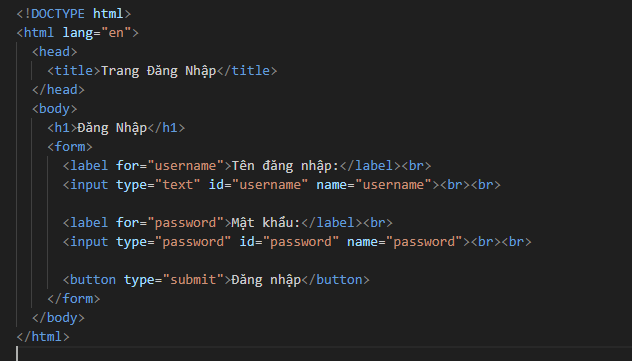 <!DOCTYPE html>
<html lang="en">
  <head>
    <title>Trang Đăng Nhập</title>
  </head>
  <body>
    <h1>Đăng Nhập</h1>
    <form>
      <label for="username">Tên đăng nhập:</label><br>
      <input type="text" id="username" name="username"><br><br>

      <label for="password">Mật khẩu:</label><br>
      <input type="password" id="password" name="password"><br><br>

      <button type="submit">Đăng nhập</button>
    </form>
  </body>
</html>